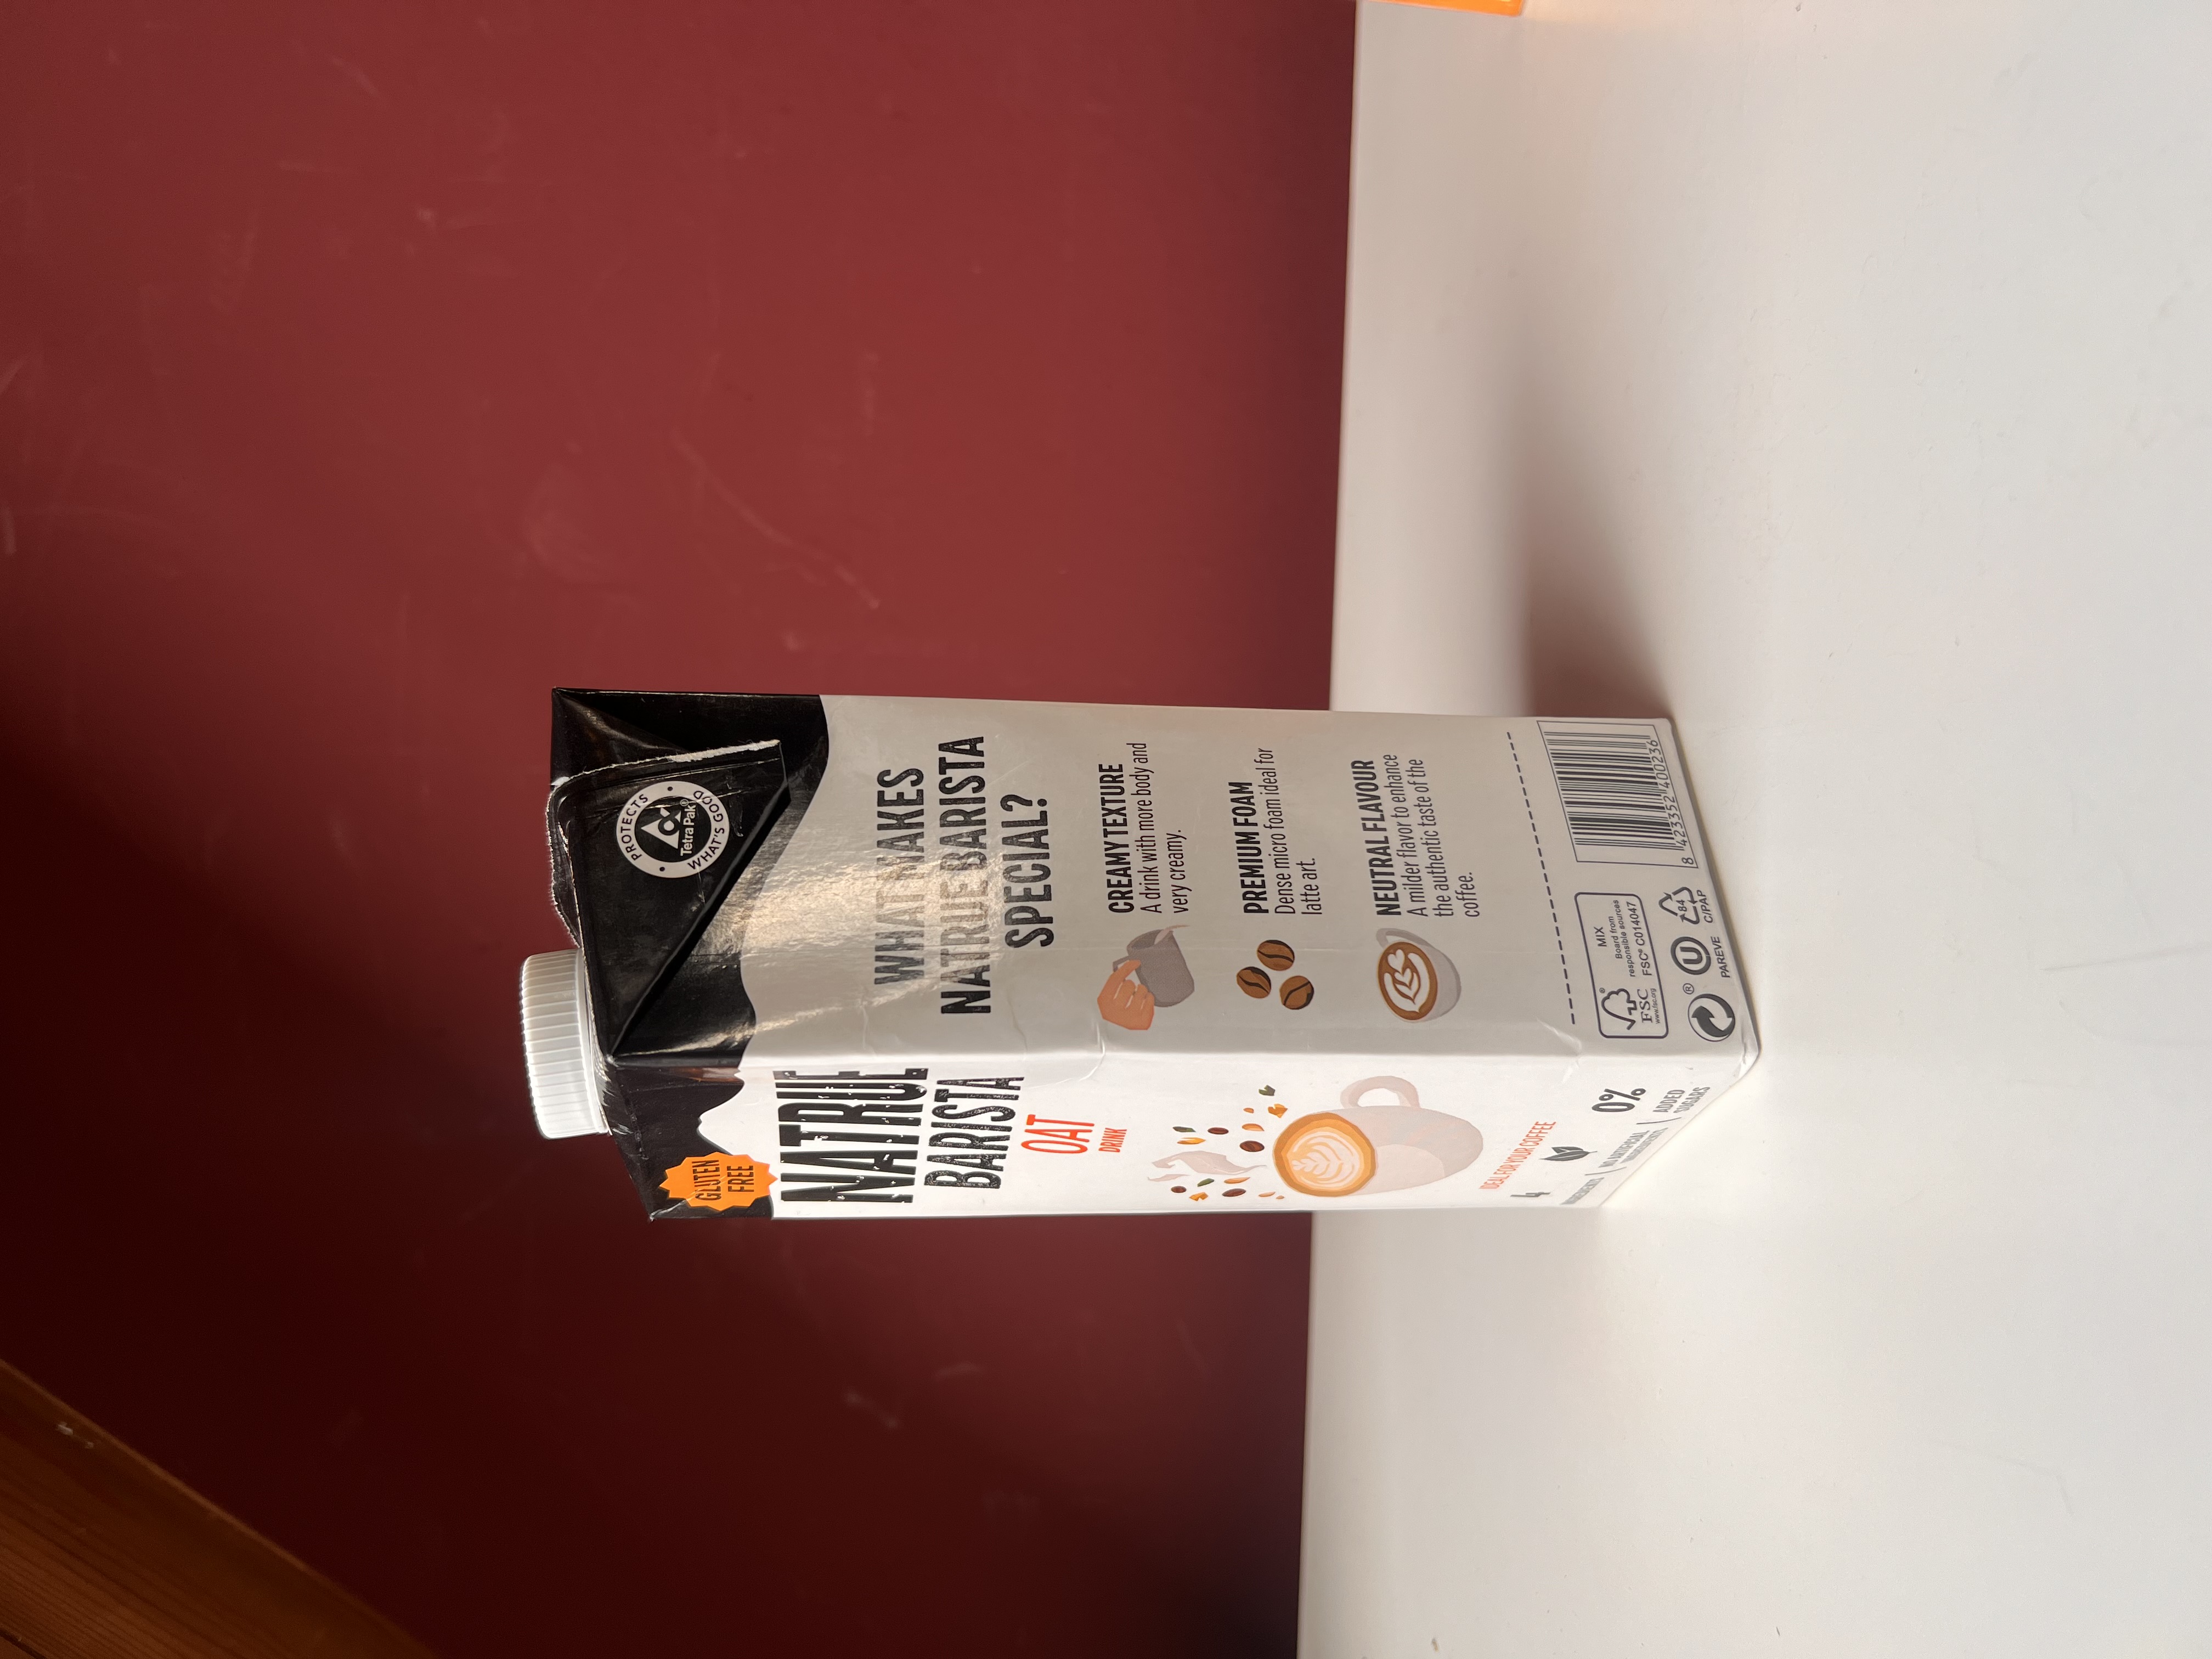 GLUTEN
FREE
NATRUE
BARISTA
OAT
DRINK
IDEAL FOR YOUR COFFEE
4
INGREDIENTS
NO ARTIFICIAL
INGREDIENTS
0%
ADDED
SUGARS
PROTECTS
Tetra Pak®
WHAT'S GOOD
WHAT MAKES
NATRUE BARISTA
SPECIAL?
CREAMY TEXTURE
A drink with more body and
very creamy.
PREMIUM FOAM
Dense micro foam ideal for
latte art.
NEUTRAL FLAVOUR
A milder flavor to enhance
the authentic taste of the
coffee.
FSC
www.fsc.org
MIX
Board from
responsible sources
FSC® C014047
®
U
PAREVE
84
C/PAP
8 423352 400236